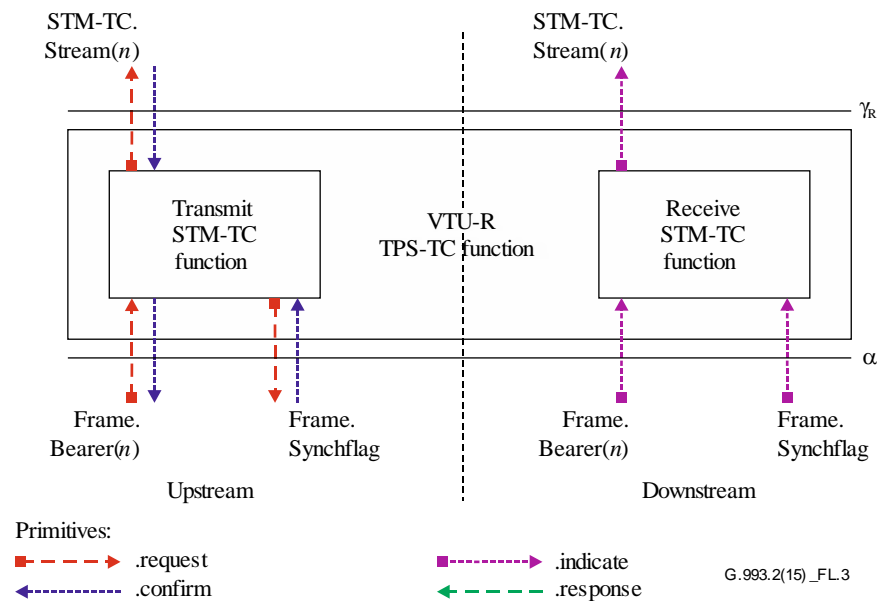 STM-TC.
Stream(n)
STM-TC.
Stream(n)
γR
Transmit
STM-TC
function
VTU-R
TPS-TC function
Receive
STM-TC
function
α
Frame.
Bearer(n)
Frame.
Synchflag
Frame.
Bearer(n)
Frame.
Synchflag
Upstream
Downstream
Primitives:
.request
.indicate
.confirm
.response
G.993.2(15)_FL.3